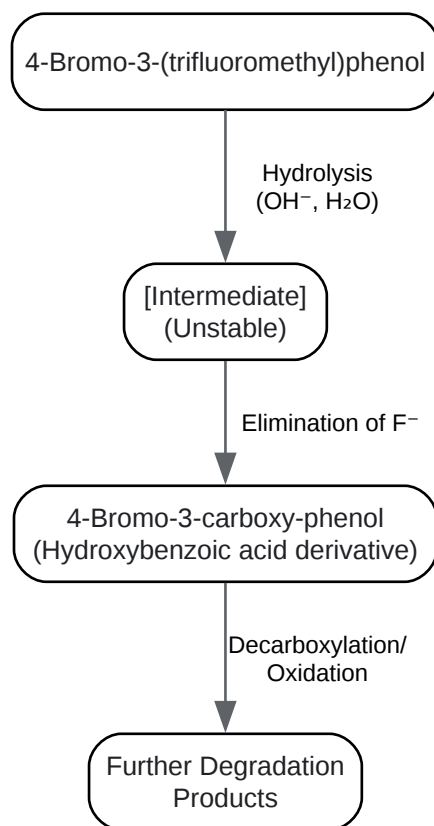 4-Bromo-3-(trifluoromethyl)phenol
Hydrolysis
(OH⁻, H₂O)
[Intermediate]
(Unstable)
Elimination of F⁻
4-Bromo-3-carboxy-phenol
(Hydroxybenzoic acid derivative)
Decarboxylation/
Oxidation
Further Degradation
Products